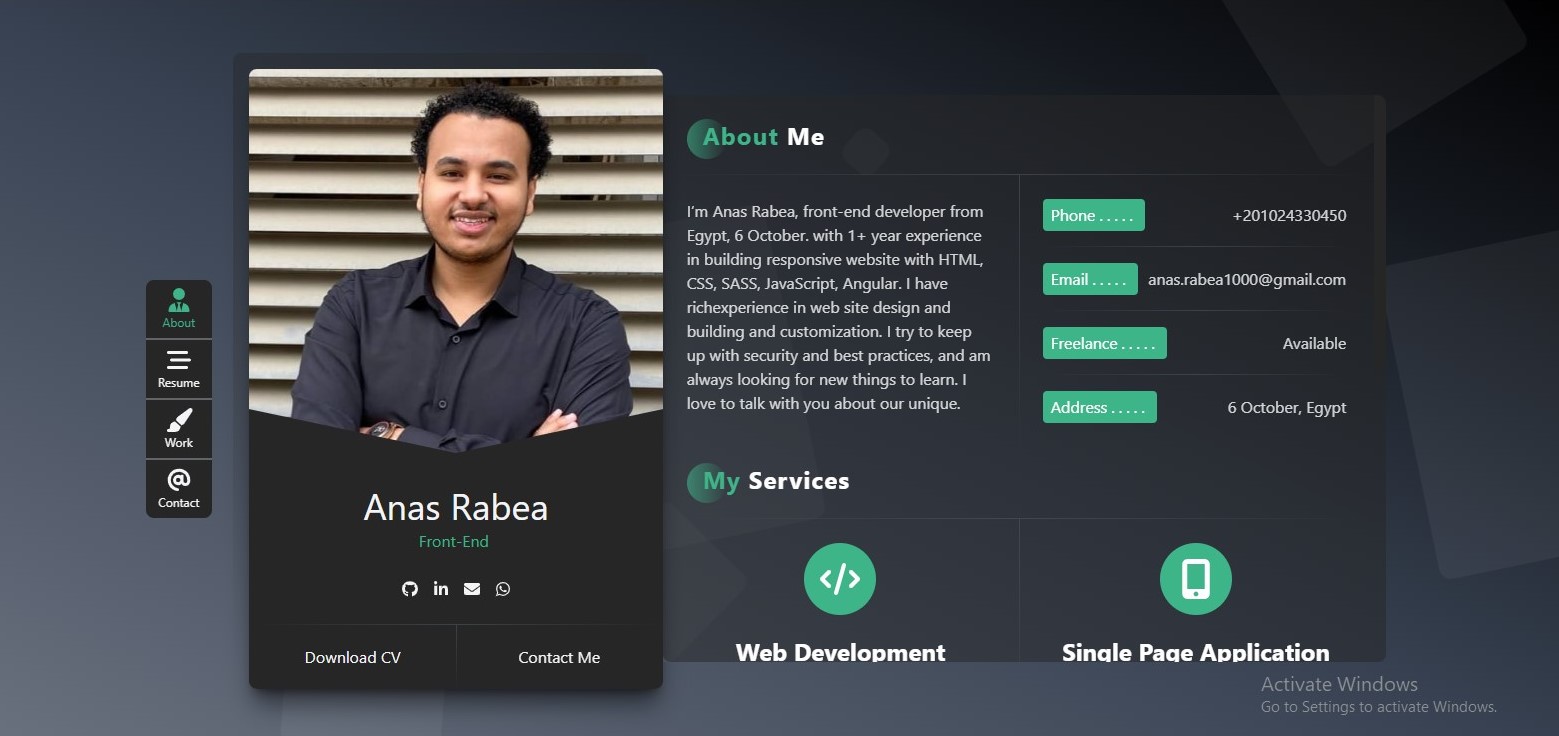 About
Resume
Work
Contact
Anas Rabea
Front-End
Download CV
Contact Me
About Me
I'm Anas Rabea, front-end developer from
Egypt, 6 October. with 1+ year experience
in building responsive website with HTML,
CSS, SASS, JavaScript, Angular. I have
richexperience in web site design and
building and customization. I try to keep
up with security and best practices, and am
always looking for new things to learn. I
love to talk with you about our unique.
Phone . . . . . +201024330450
Email . . . . . anas.rabea1000@gmail.com
Freelance . . . . . Available
Address . . . . . 6 October, Egypt
My Services
Web Development
Single Page Application
Activate Windows
Go to Settings to activate Windows.